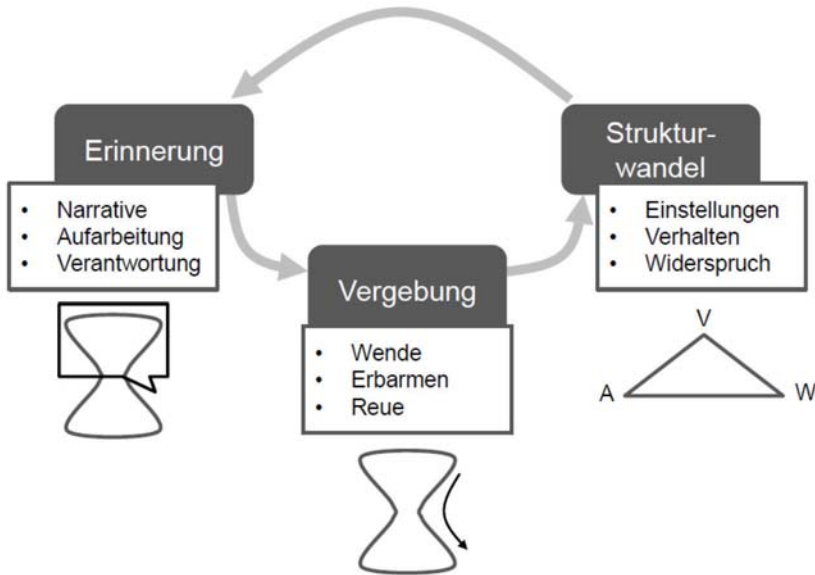 Erinnerung
• Narrative
• Aufarbeitung
• Verantwortung
Vergebung
• Wende
• Erbarmen
• Reue
Struktur-
wandel
• Einstellungen
• Verhalten
• Widerspruch
V
A
W